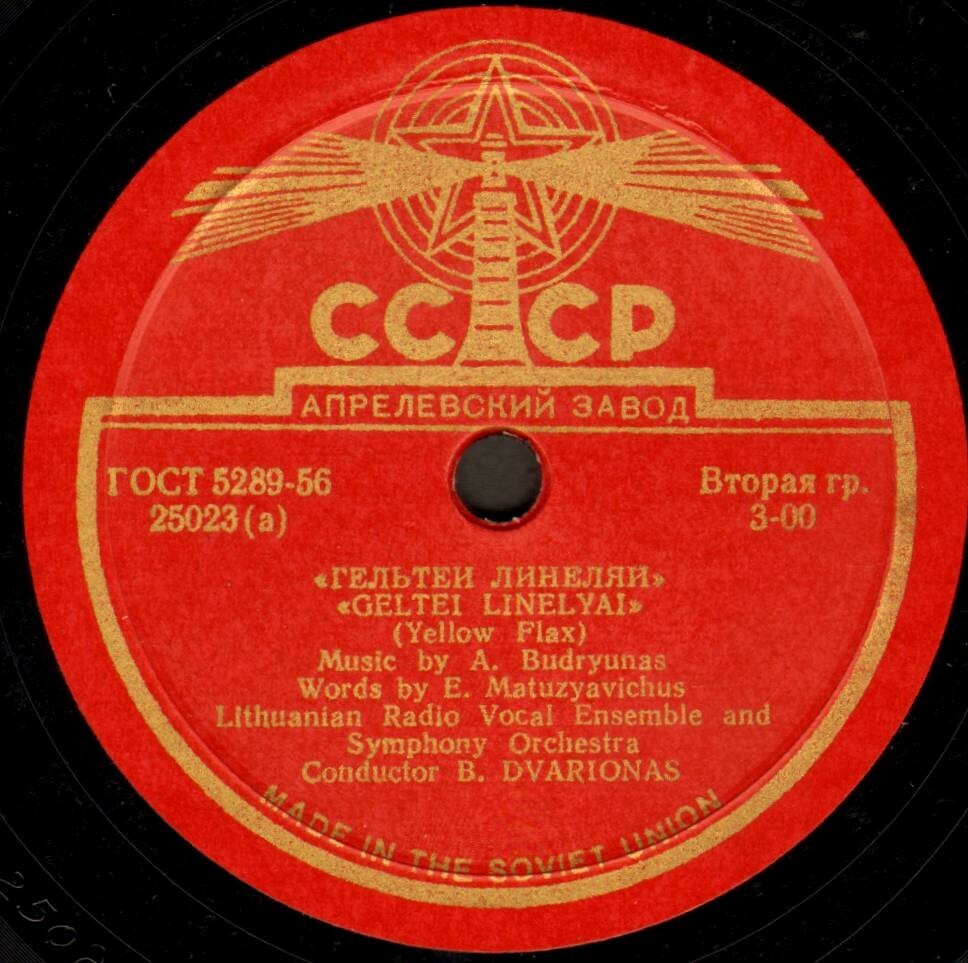 СССР
АПРЕЛЕВСКИЙ ЗАВОД
ГОСТ 5289-56
25023(а)
Вторая гр.
3-00
«ГЕЛЬТЕИ ЛИНЕЛЯИ»
«GELTEI LINELYAI»
(Yellow Flax)
Music by A. Budryunas
Words by E. Matuzyavichus
Lithuanian Radio Vocal Ensemble and
Symphony Orchestra
Conductor B. DVARIONAS
MADE IN THE SOVIET UNION